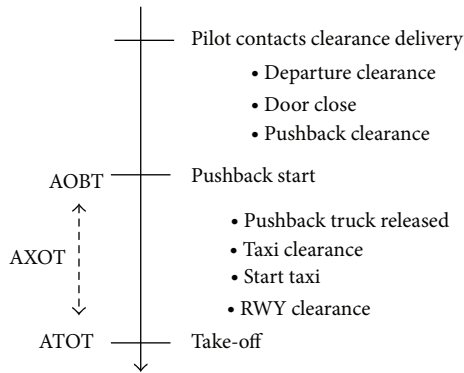 Pilot contacts clearance delivery
• Departure clearance
• Door close
• Pushback clearance
AOBT
Pushback start
• Pushback truck released
• Taxi clearance
AXOT
• Start taxi
• RWY clearance
ATOT
Take-off